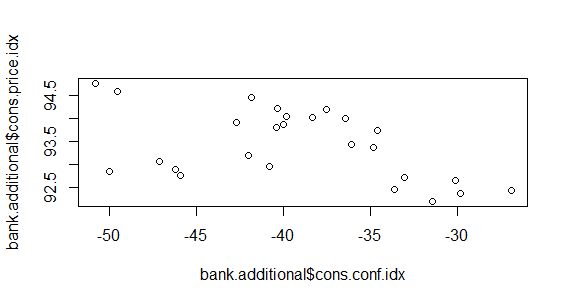 bank.additional$cons.price.idx
94.5
93.5
92.5
-50 -45 -40 -35 -30
bank.additional$cons.conf.idx